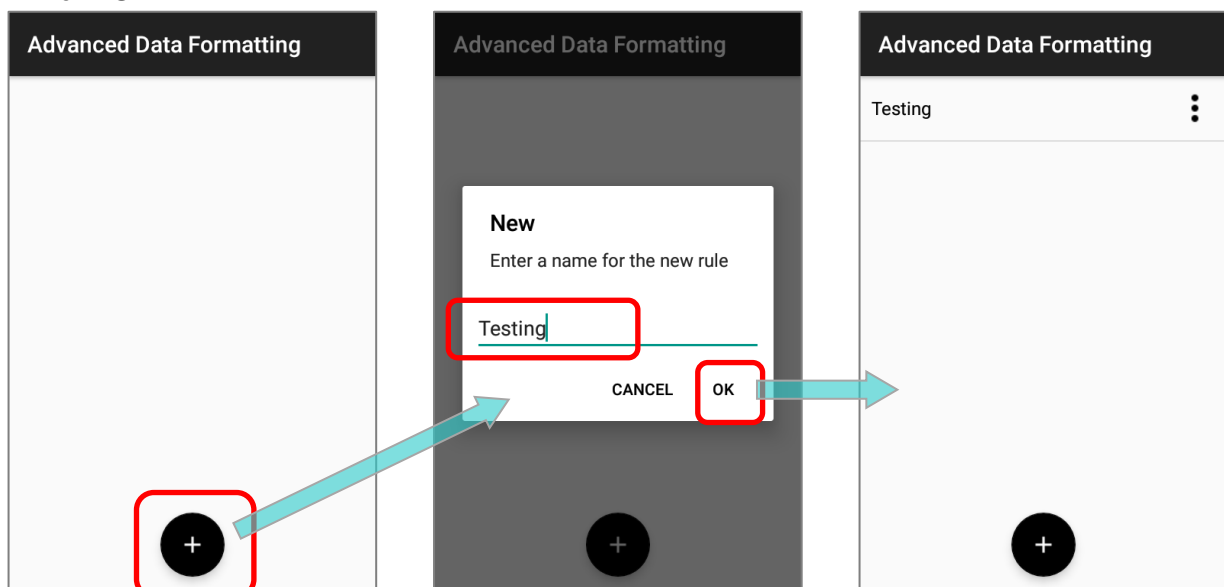 Advanced Data Formatting
+
Advanced Data Formatting
New
Enter a name for the new rule
Testing
CANCEL OK
+
Advanced Data Formatting
Testing
+